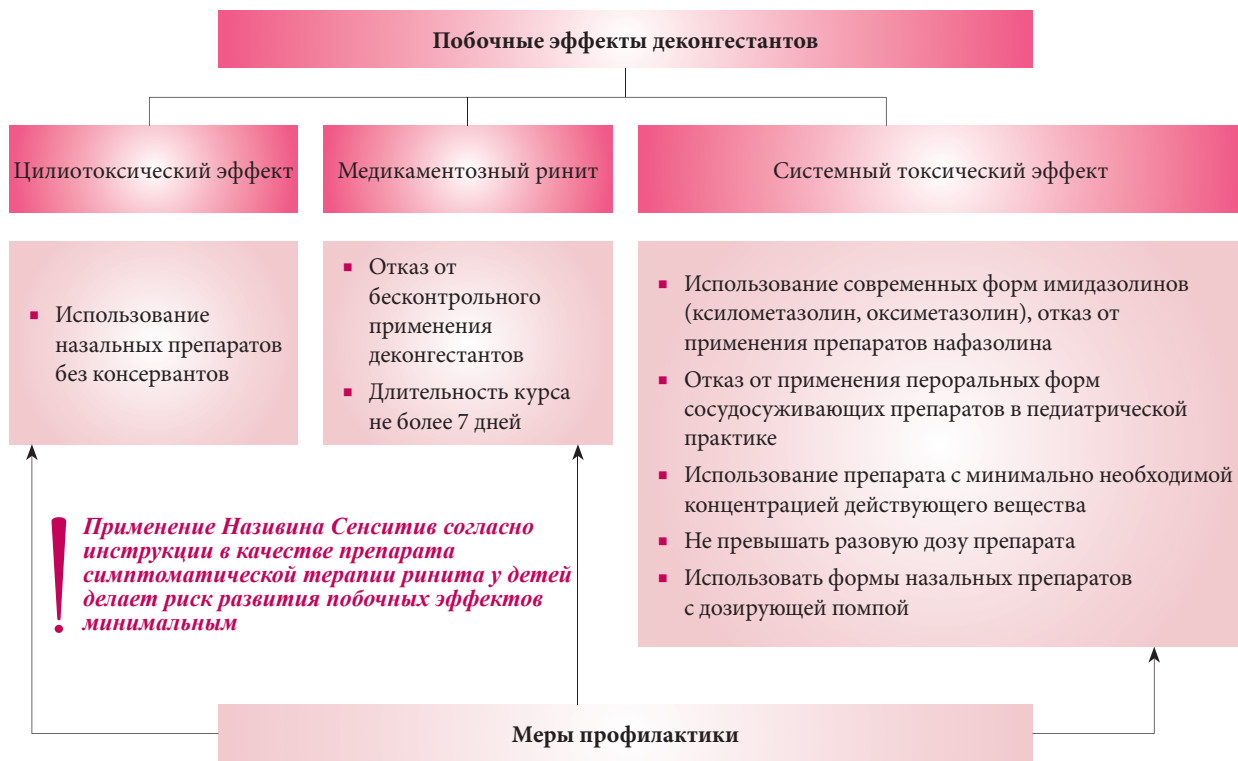 Побочные эффекты деконгестантов
Цилиотоксический эффект
Медикаментозный ринит
Системный токсический эффект
▪ Использование
назальных препаратов
без консервантов
▪ Отказ от
бесконтрольного
применения
деконгестантов
▪ Длительность курса
не более 7 дней
▪ Использование современных форм имидазолинов
(ксилометазолин, оксиметазолин), отказ от
применения препаратов нафазолина
▪ Отказ от применения пероральных форм
сосудосуживающих препаратов в педиатрической
практике
▪ Использование препарата с минимально необходимой
концентрацией действующего вещества
▪ Не превышать разовую дозу препарата
▪ Использовать формы назальных препаратов
с дозирующей помпой
! Применение Називина Сенситив согласно
инструкции в качестве препарата
симптоматической терапии ринита у детей
делает риск развития побочных эффектов
минимальным
Меры профилактики